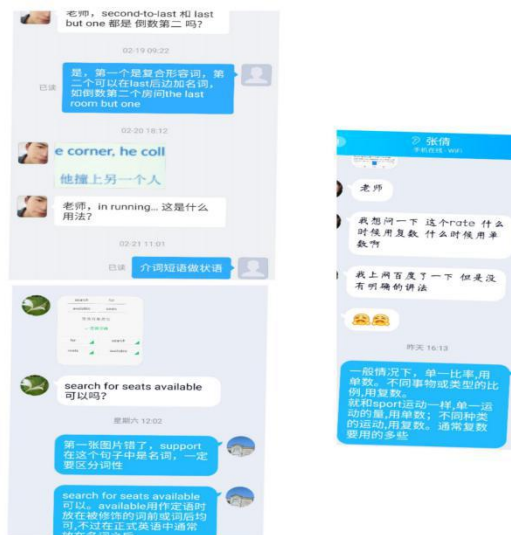 老师，second-to-last 和 last
but one 都是 倒数第二 吗？
02-19 09:22
是，第一个是复合形容词，第
二个可以在last后边加名词，
如倒数第二个房间the last
room but one
已读
02-20 18:12
e corner, he coll
他撞上另一个人
老师，in running... 这是什么
用法？
02-21 11:01
已读
介词短语做状语
search for
available seats
for search
seats available
search for seats available
可以吗？
星期六 12:02
第一张图片错了，support
在这个句子中是名词，一定
要区分词性
search for seats available
可以。available用作定语时
放在被修饰的词前或词后均
可,不过在正式英语中通常
张倩
手机在线 - WiFi
老师
我想问一下 这个rate 什么
时候用复数 什么时候用单
数啊
我上网百度了一下 但是没
有明确的讲法
昨天 16:13
一般情况下，单一比率,用
单数。不同事物或类型的比
例,用复数。
就和sport运动一样,单一运
动的量,用单数；不同种类
的运动,用复数。通常复数
要用的多些